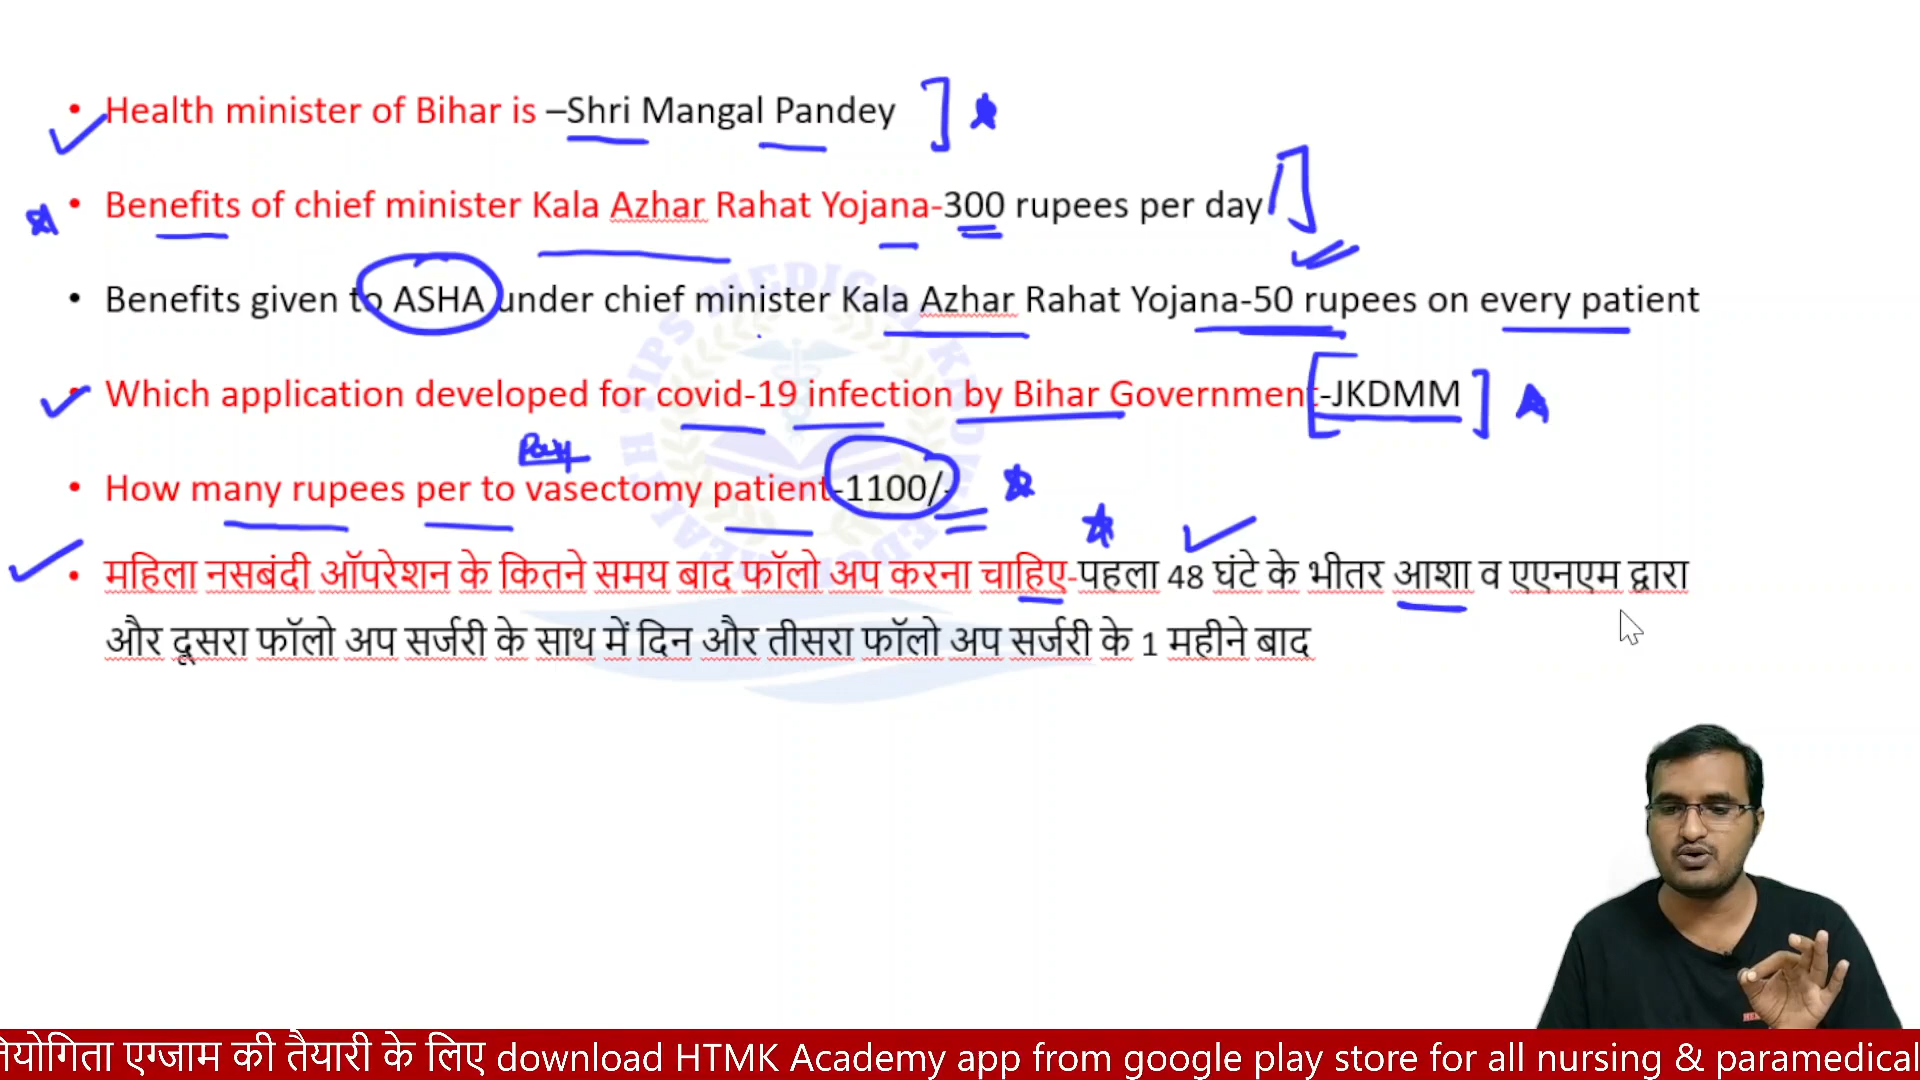 Health minister of Bihar is –Shri Mangal Pandey
Benefits of chief minister Kala Azhar Rahat Yojana-300 rupees per day
Benefits given to ASHA under chief minister Kala Azhar Rahat Yojana-50 rupees on every patient
Which application developed for covid-19 infection by Bihar Government-JKDMM
Pay
How many rupees per to vasectomy patient-1100/-
महिला नसबंदी ऑपरेशन के कितने समय बाद फॉलो अप करना चाहिए-पहला 48 घंटे के भीतर आशा व एएनएम द्वारा
और दूसरा फॉलो अप सर्जरी के साथ में दिन और तीसरा फॉलो अप सर्जरी के 1 महीने बाद
तियोगिता एग्जाम की तैयारी के लिए download HTMK Academy app from google play store for all nursing & paramedical